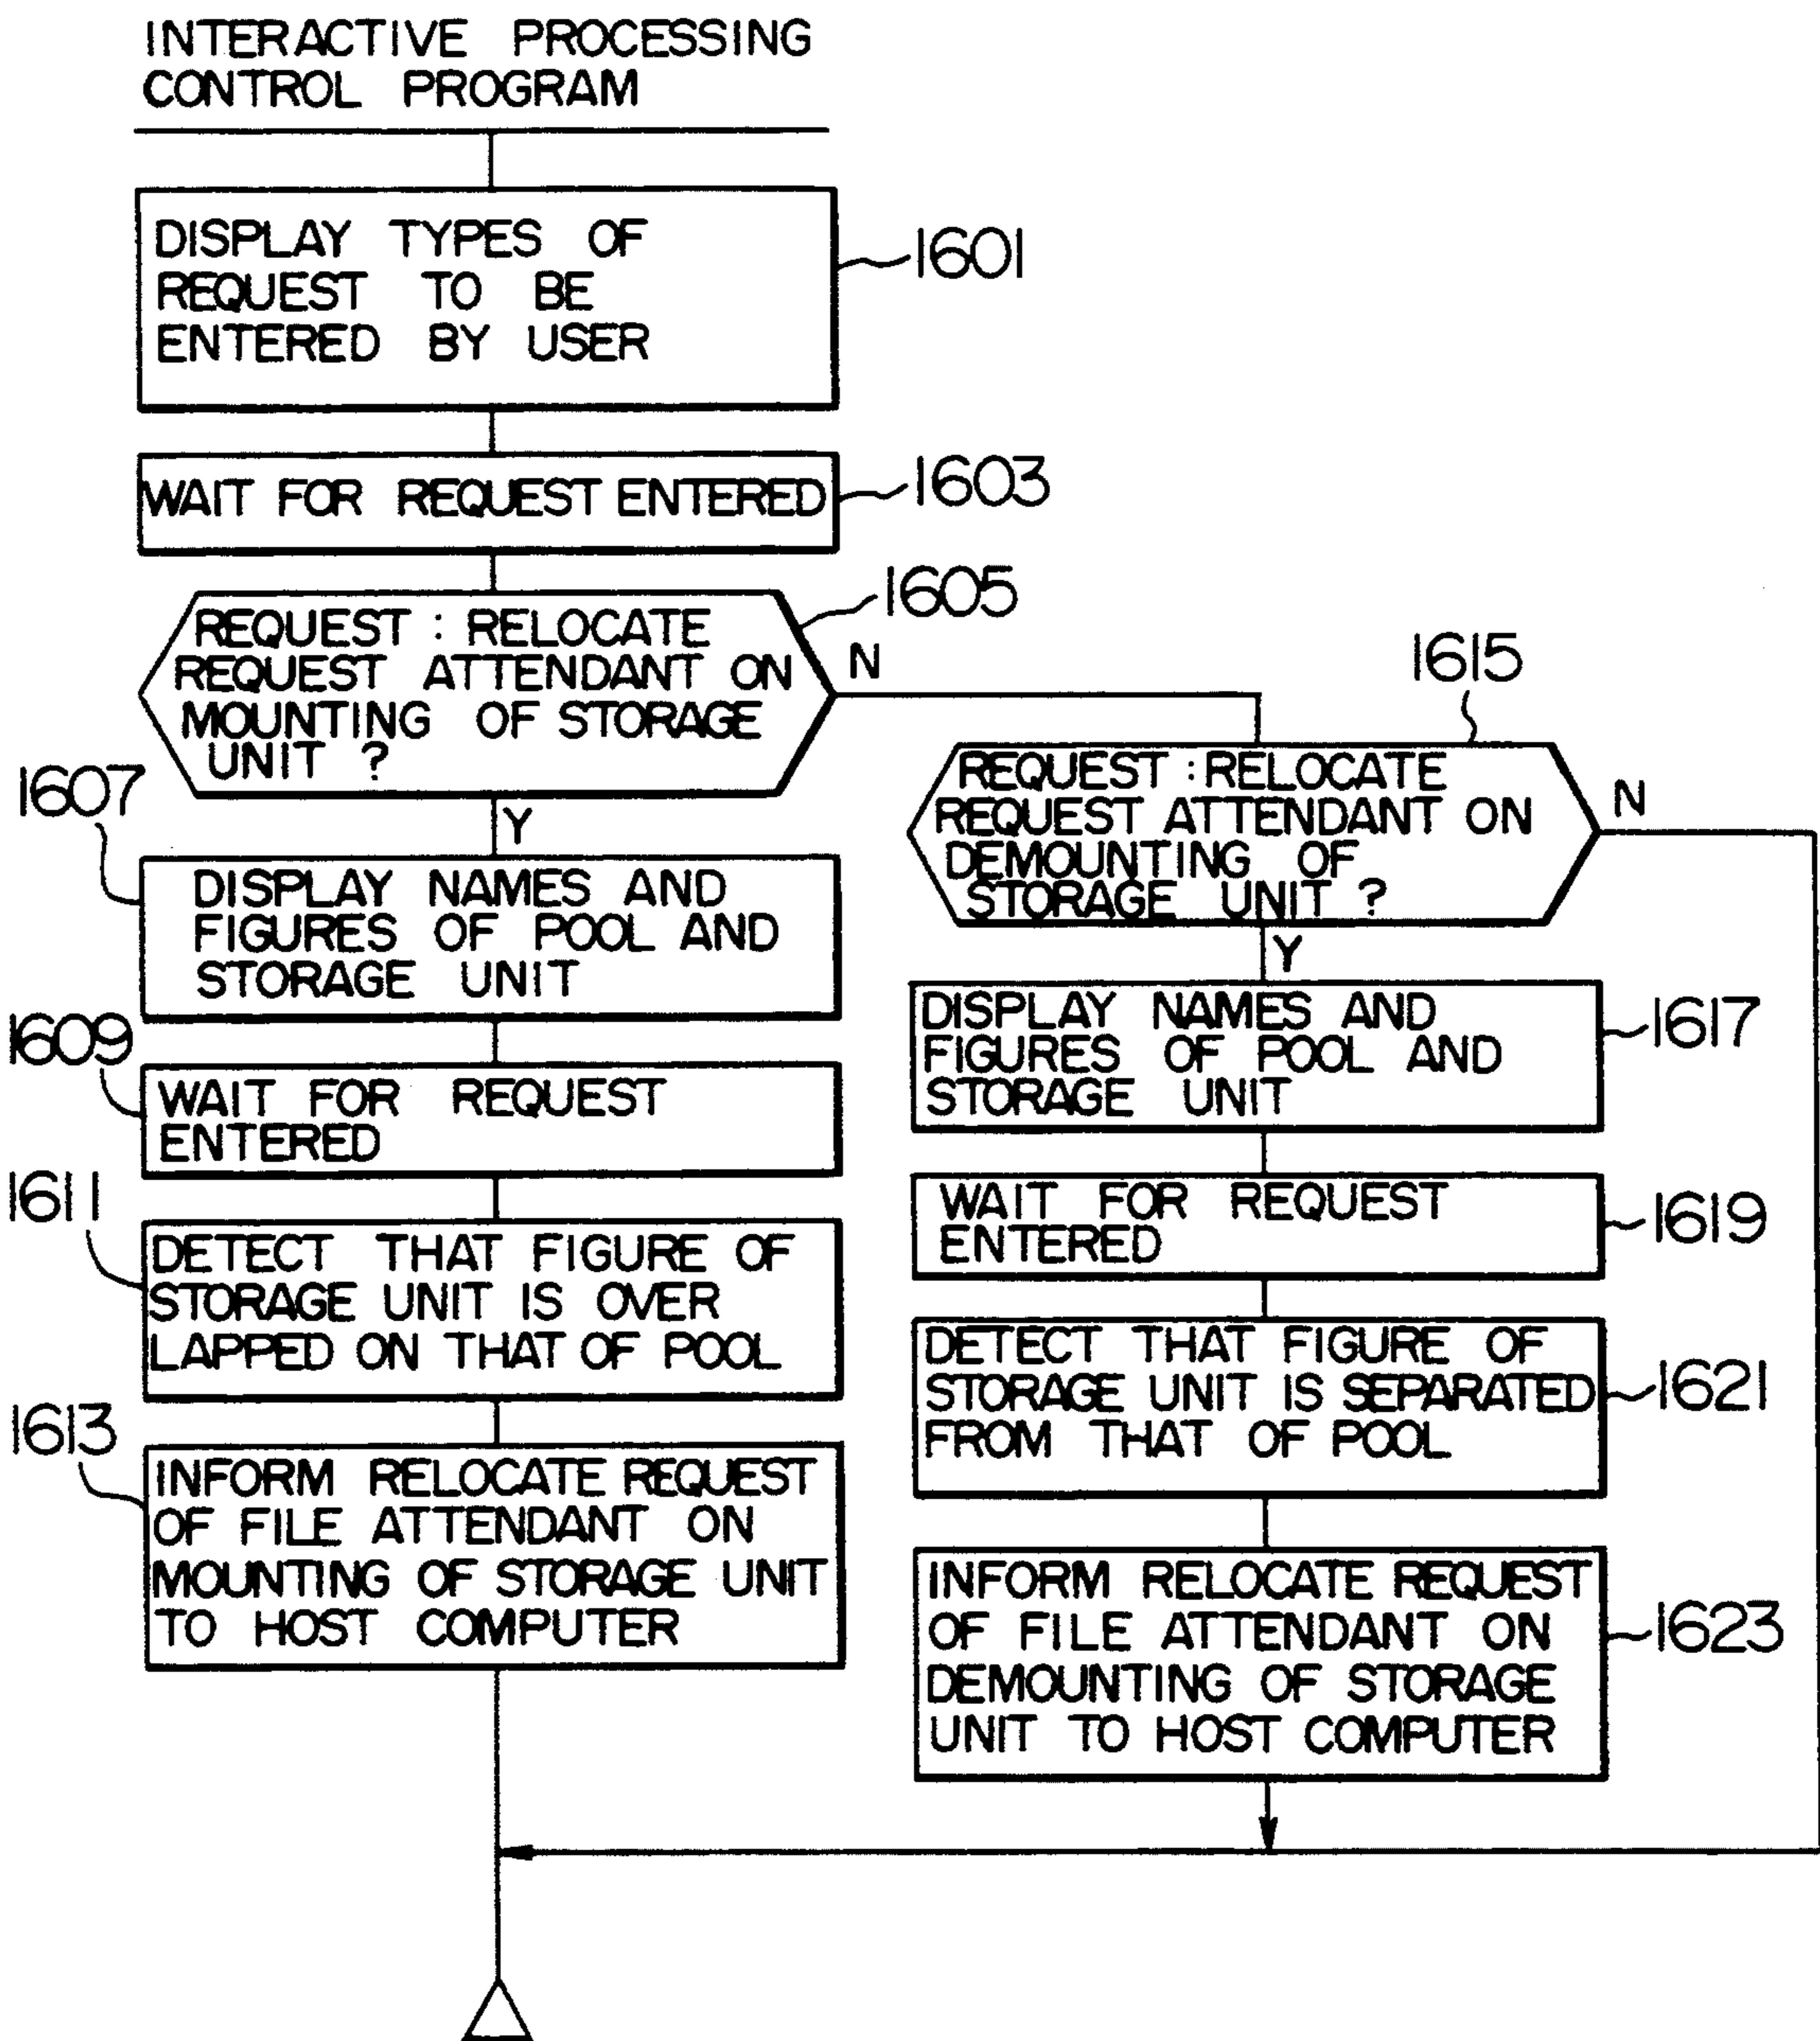 INTERACTIVE PROCESSING
CONTROL PROGRAM
DISPLAY TYPES OF
REQUEST TO BE
ENTERED BY USER
1601
WAIT FOR REQUEST ENTERED
1603
REQUEST : RELOCATE
REQUEST ATTENDANT ON
MOUNTING OF STORAGE
UNIT ?
1605
N
Y
1607
DISPLAY NAMES AND
FIGURES OF POOL AND
STORAGE UNIT
1609
WAIT FOR REQUEST
ENTERED
1611
DETECT THAT FIGURE OF
STORAGE UNIT IS OVER
LAPPED ON THAT OF POOL
1613
INFORM RELOCATE REQUEST
OF FILE ATTENDANT ON
MOUNTING OF STORAGE UNIT
TO HOST COMPUTER
1615
REQUEST : RELOCATE
REQUEST ATTENDANT ON
DEMOUNTING OF
STORAGE UNIT ?
N
Y
DISPLAY NAMES AND
FIGURES OF POOL AND
STORAGE UNIT
1617
WAIT FOR REQUEST
ENTERED
1619
DETECT THAT FIGURE OF
STORAGE UNIT IS SEPARATED
FROM THAT OF POOL
1621
INFORM RELOCATE REQUEST
OF FILE ATTENDANT ON
DEMOUNTING OF STORAGE
UNIT TO HOST COMPUTER
1623